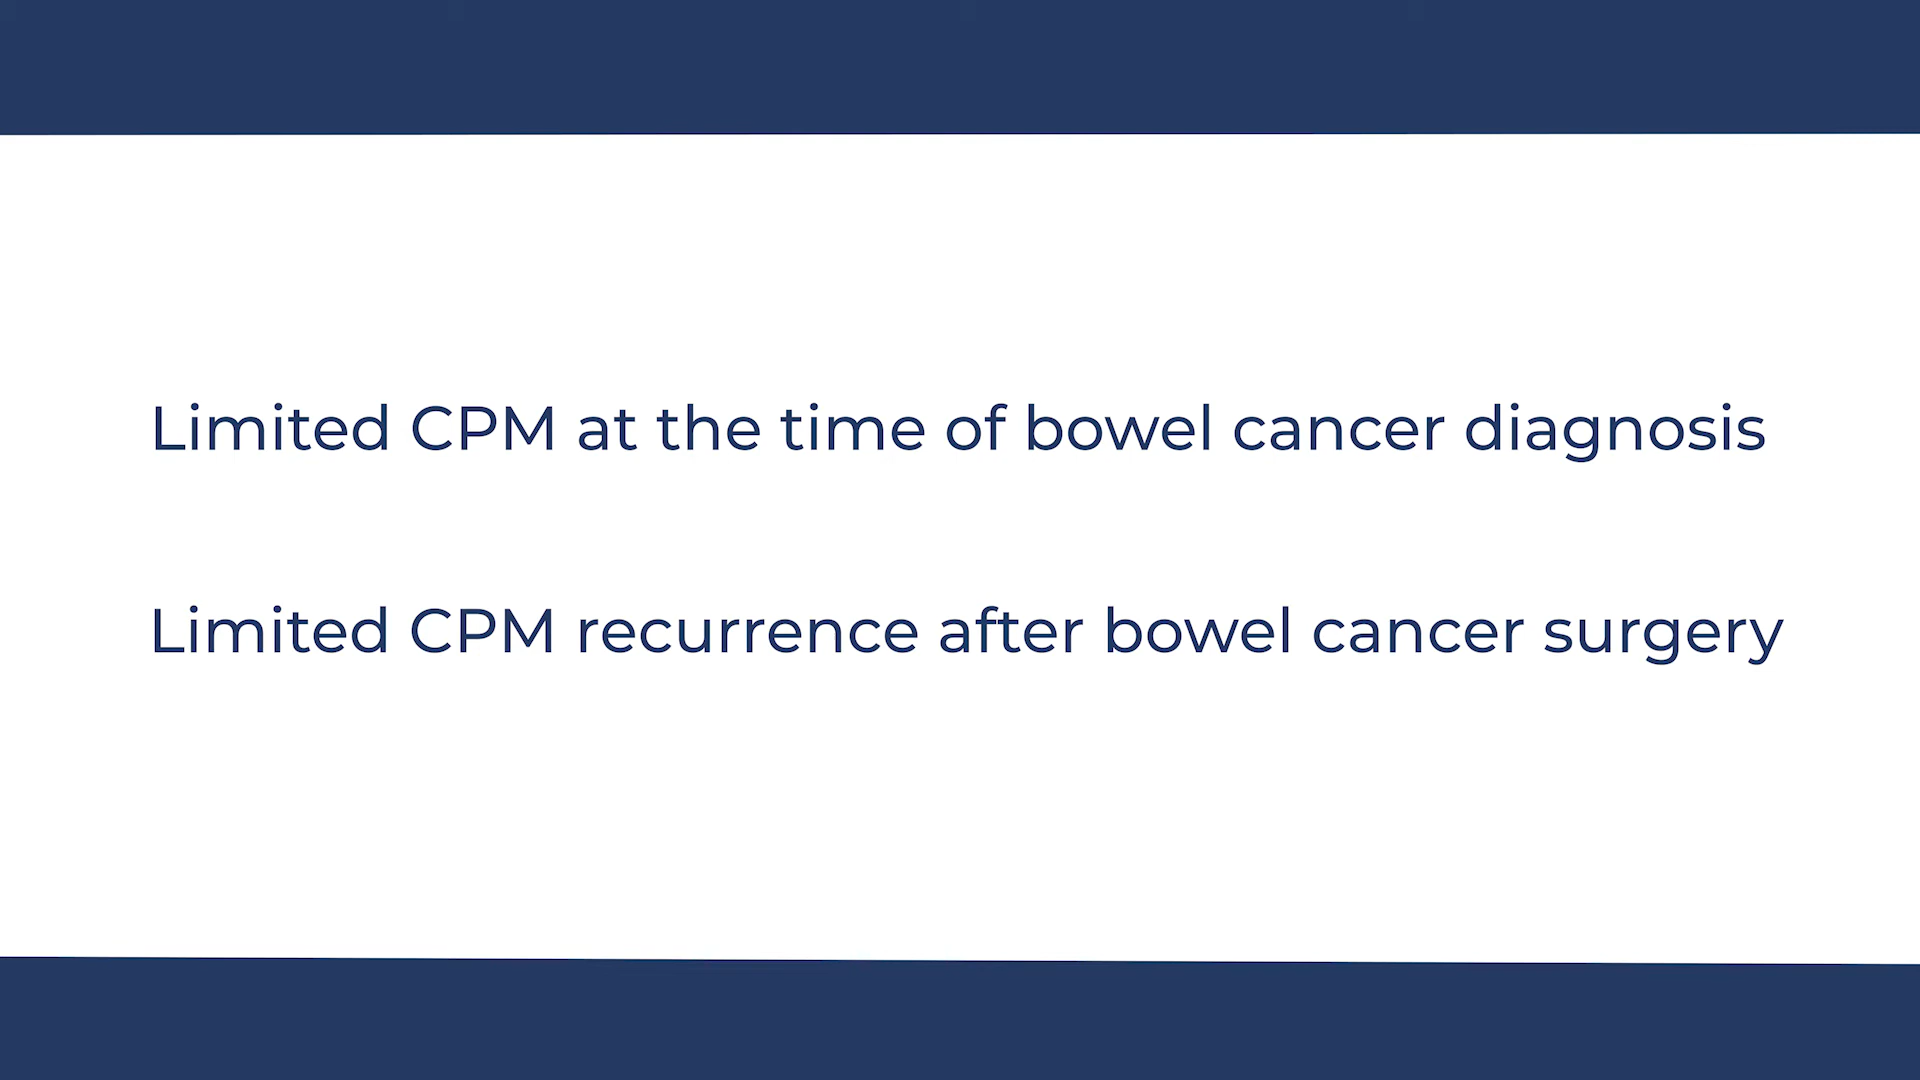 Limited CPM at the time of bowel cancer diagnosis
Limited CPM recurrence after bowel cancer surgery